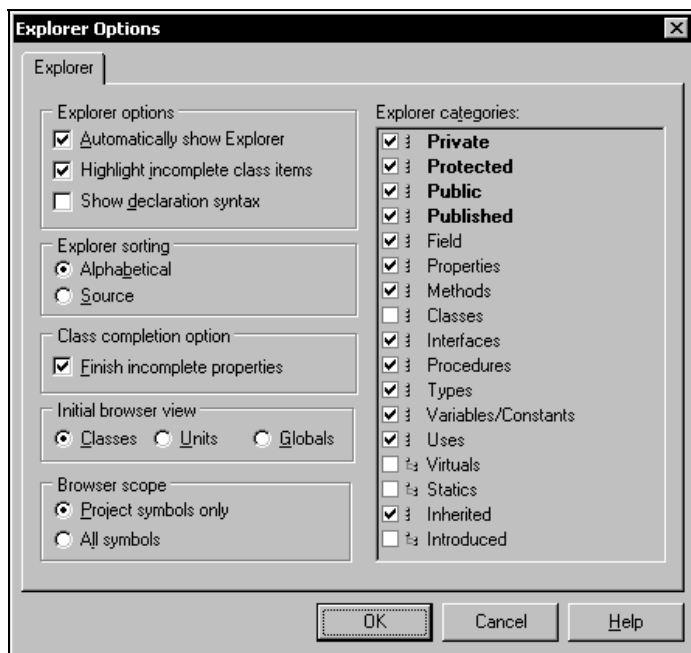 Explorer Options
Explorer
Explorer options
Automatically show Explorer
Highlight incomplete class items
Show declaration syntax
Explorer sorting
Alphabetical
Source
Class completion option
Finish incomplete properties
Initial browser view
Classes Units Globals
Browser scope
Project symbols only
All symbols
Explorer categories:
Private
Protected
Public
Published
Field
Properties
Methods
Classes
Interfaces
Procedures
Types
Variables/Constants
Uses
Virtuals
Statics
Inherited
Introduced
OK Cancel Help